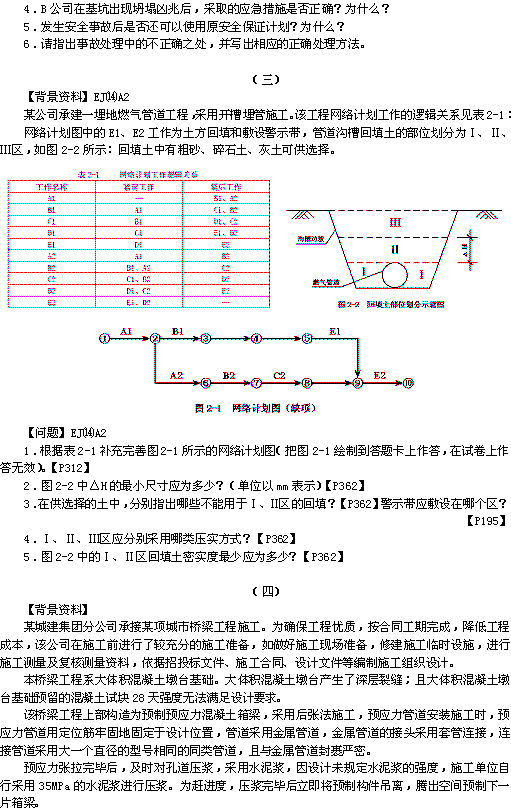 4.B公司在基坑出现坍塌凶兆后，采取的应急措施是否正确？为什么？
5.发生安全事故后是否还可以使用原安全保证计划？为什么？
6.请指出事故处理中的不正确之处，并写出相应的正确处理方法。
（三）
【背景资料】EJ⒁A2
某公司承建一埋地燃气管道工程，采用开槽埋管施工。该工程网络计划工作的逻辑关系见表2-1：
网络计划图中的E1、E2工作为土方回填和敷设警示带，管道沟槽回填土的部位划分为Ⅰ、Ⅱ、
Ⅲ区，如图2-2所示：回填土中有粗砂、碎石土、灰土可供选择。
表2-1 网络计划工作逻辑关系
工作名称 紧前工作 紧后工作
A1 — B1、A2
B1 A1 C1、B2
C1 B1 D1、C2
D1 C1 E1、D2
E1 D1 E2
A2 A1 B2
B2 B1、A2 C2
C2 C1、B2 D2
D2 D1、C2 E2
E2 E1、D2 —
沟槽边坡
燃气管道
Ⅲ
Ⅱ
Ⅰ
Ⅰ
△H
图2-2 回填土部位划分示意图
① A1 ② B1 ③ ④ ⑤ E1
A2 ⑥ B2 ⑦ C2 ⑧ ⑨ E2 ⑩
图2-1 网络计划图（缺项）
【问题】EJ⒁A2
1.根据表2-1补充完善图2-1所示的网络计划图（把图2-1绘制到答题卡上作答，在试卷上作
答无效）。【P312】
2.图2-2中△H的最小尺寸应为多少？（单位以mm表示）【P362】
3.在供选择的土中，分别指出哪些不能用于Ⅰ、Ⅱ区的回填？【P362】警示带应敷设在哪个区？
【P195】
4.Ⅰ、Ⅱ、Ⅲ区应分别采用哪类压实方式？【P362】
5.图2-2中的Ⅰ、Ⅱ区回填土密实度最少应为多少？【P362】
（四）
【背景资料】
某城建集团分公司承接某项城市桥梁工程施工。为确保工程优质，按合同工期完成，降低工程
成本，该公司在施工前进行了较充分的施工准备，如做好施工现场准备，修建施工临时设施，进行
施工测量及复核测量资料，依据招投标文件、施工合同、设计文件等编制施工组织设计。
本桥梁工程系大体积混凝土墩台基础。大体积混凝土墩台产生了深层裂缝；且大体积混凝土墩
台基础预留的混凝土试块28天强度无法满足设计要求。
该桥梁工程上部构造为预制预应力混凝土箱梁，采用后张法施工，预应力管道安装施工时，预
应力管道用定位筋牢固地固定于设计位置，管道采用金属管道，金属管道的接头采用套管连接，连
接管道采用大一个直径的型号相同的同类管道，且与金属管道封裹严密。
预应力张拉完毕后，及时对孔道压浆，采用水泥浆，因设计未规定水泥浆的强度，施工单位自
行采用35MPa的水泥浆进行压浆。为赶进度，压浆完毕后立即将预制构件吊离，腾出空间预制下一
片箱梁。